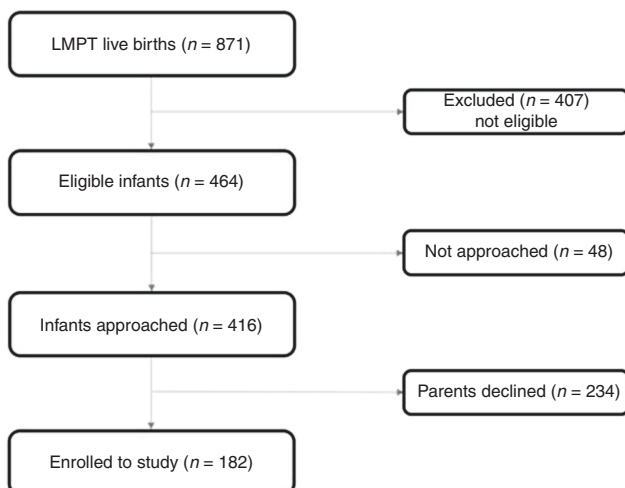 LMPT live births (n = 871)
Excluded (n = 407)
not eligible
Eligible infants (n = 464)
Not approached (n = 48)
Infants approached (n = 416)
Parents declined (n = 234)
Enrolled to study (n = 182)